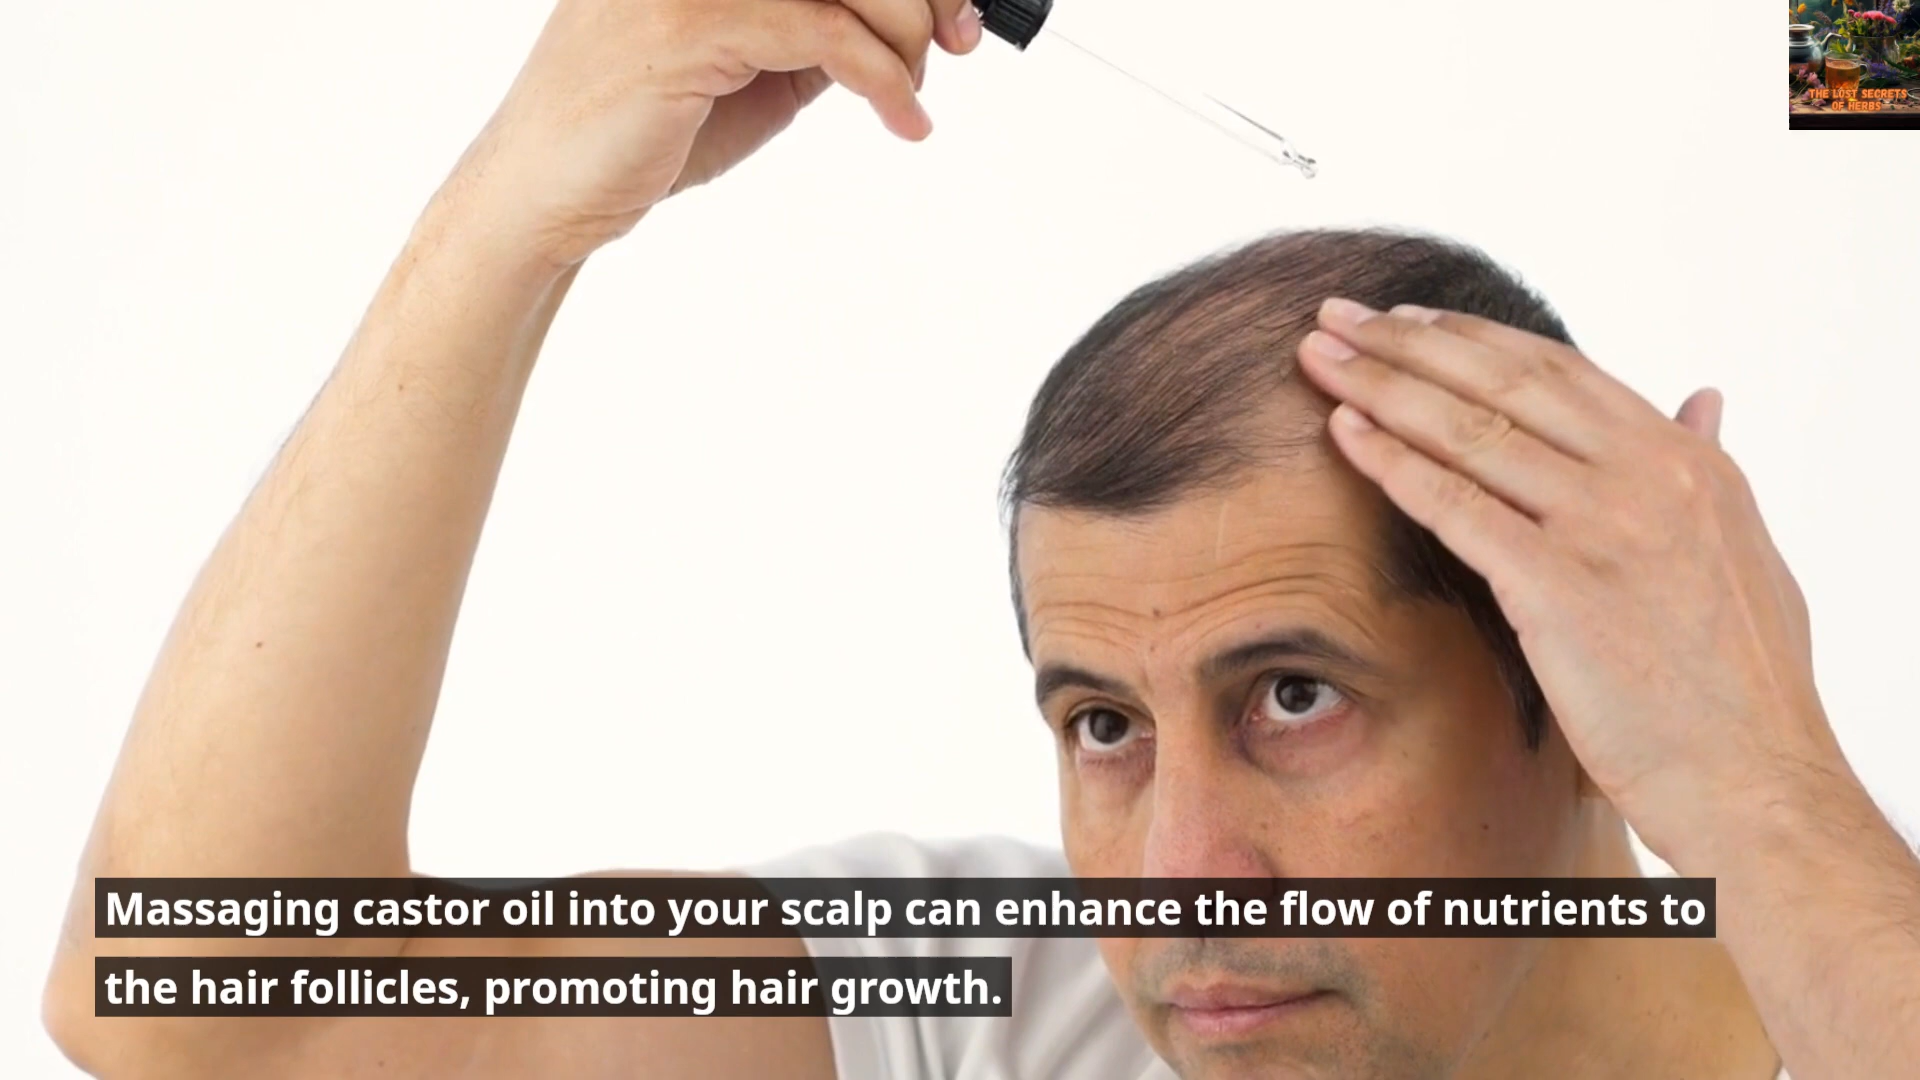 THE LOST SECRETS
OF HERBS
Massaging castor oil into your scalp can enhance the flow of nutrients to
the hair follicles, promoting hair growth.